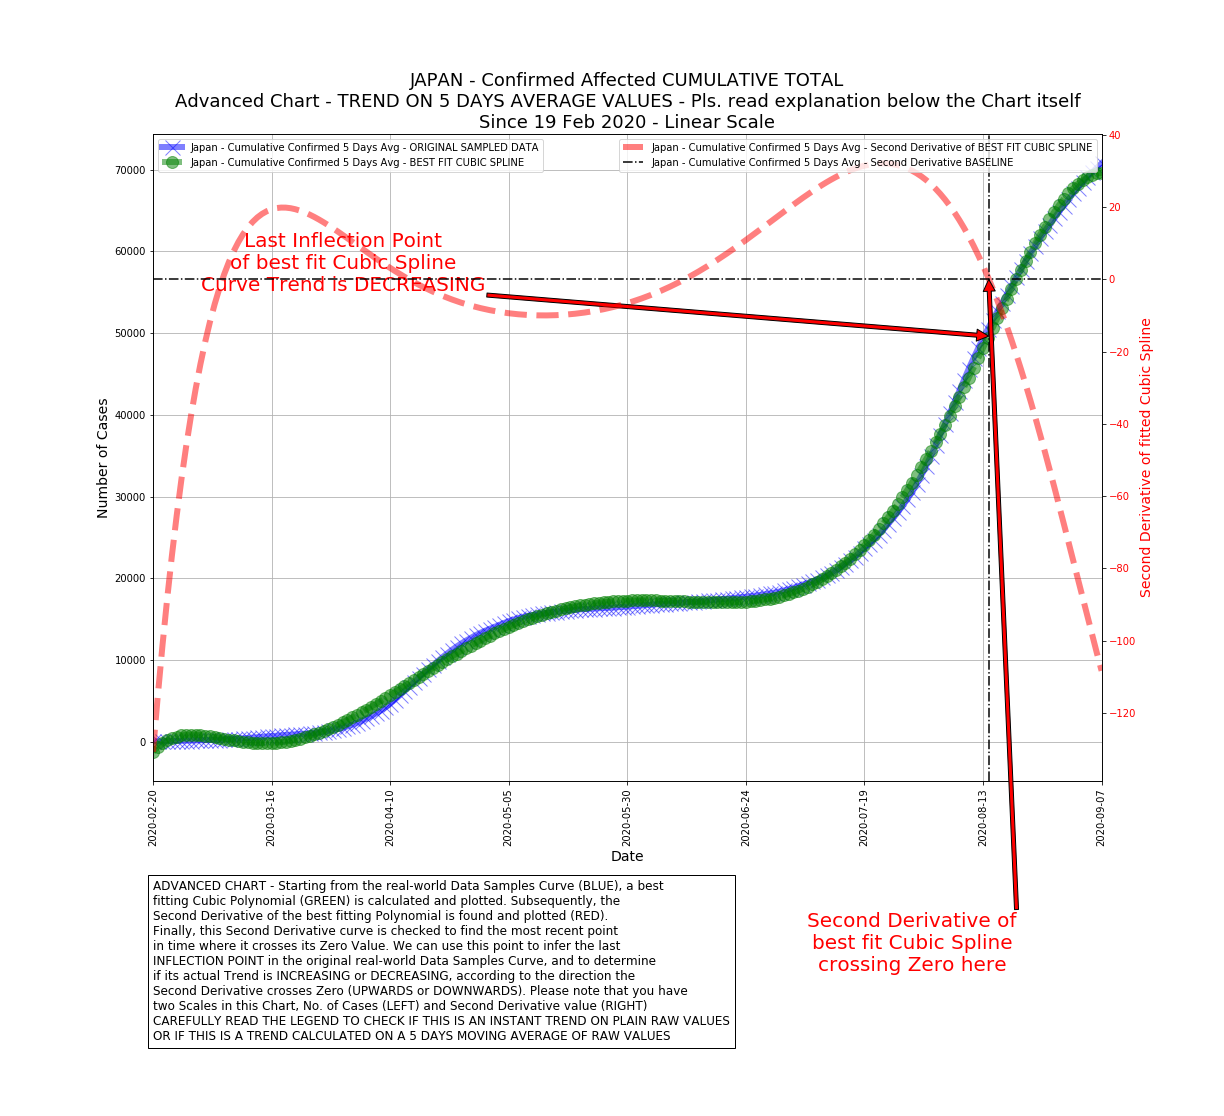 JAPAN - Confirmed Affected CUMULATIVE TOTAL
Advanced Chart - TREND ON 5 DAYS AVERAGE VALUES - Pls. read explanation below the Chart itself
Since 19 Feb 2020 - Linear Scale
Japan - Cumulative Confirmed 5 Days Avg - ORIGINAL SAMPLED DATA
Japan - Cumulative Confirmed 5 Days Avg - BEST FIT CUBIC SPLINE
Japan - Cumulative Confirmed 5 Days Avg - Second Derivative of BEST FIT CUBIC SPLINE
Japan - Cumulative Confirmed 5 Days Avg - Second Derivative BASELINE
Last Inflection Point
of best fit Cubic Spline
Curve Trend is DECREASING
Number of Cases
70000
60000
50000
40000
30000
20000
10000
0
40
20
0
−20
−40
−60
−80
−100
−120
Second Derivative of fitted Cubic Spline
2020-02-20
2020-03-16
2020-04-10
2020-05-05
2020-05-30
2020-06-24
2020-07-19
2020-08-13
2020-09-07
Date
ADVANCED CHART - Starting from the real-world Data Samples Curve (BLUE), a best
fitting Cubic Polynomial (GREEN) is calculated and plotted. Subsequently, the
Second Derivative of the best fitting Polynomial is found and plotted (RED).
Finally, this Second Derivative curve is checked to find the most recent point
in time where it crosses its Zero Value. We can use this point to infer the last
INFLECTION POINT in the original real-world Data Samples Curve, and to determine
if its actual Trend is INCREASING or DECREASING, according to the direction the
Second Derivative crosses Zero (UPWARDS or DOWNWARDS). Please note that you have
two Scales in this Chart, No. of Cases (LEFT) and Second Derivative value (RIGHT)
CAREFULLY READ THE LEGEND TO CHECK IF THIS IS AN INSTANT TREND ON PLAIN RAW VALUES
OR IF THIS IS A TREND CALCULATED ON A 5 DAYS MOVING AVERAGE OF RAW VALUES
Second Derivative of
best fit Cubic Spline
crossing Zero here